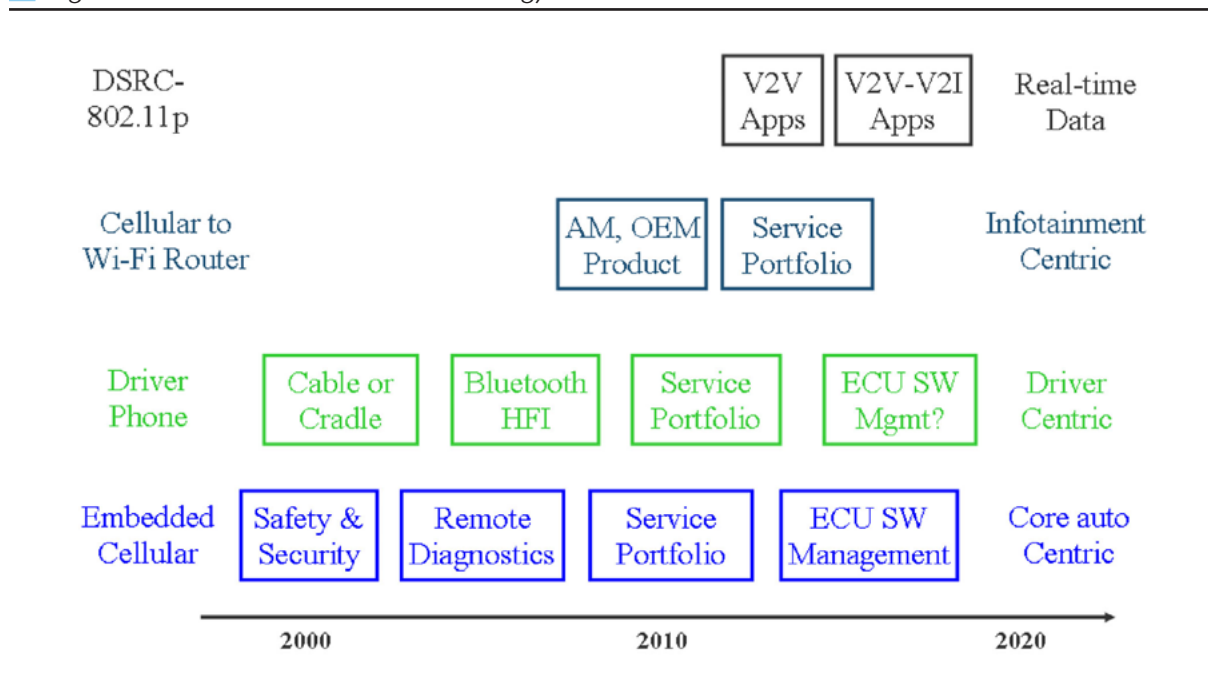 DSRC-
802.11p
V2V
Apps
V2V-V2I
Apps
Real-time
Data
Cellular to
Wi-Fi Router
AM, OEM
Product
Service
Portfolio
Infotainment
Centric
Driver
Phone
Cable or
Cradle
Bluetooth
HFI
Service
Portfolio
ECU SW
Mgmt?
Driver
Centric
Embedded
Cellular
Safety &
Security
Remote
Diagnostics
Service
Portfolio
ECU SW
Management
Core auto
Centric
2000
2010
2020